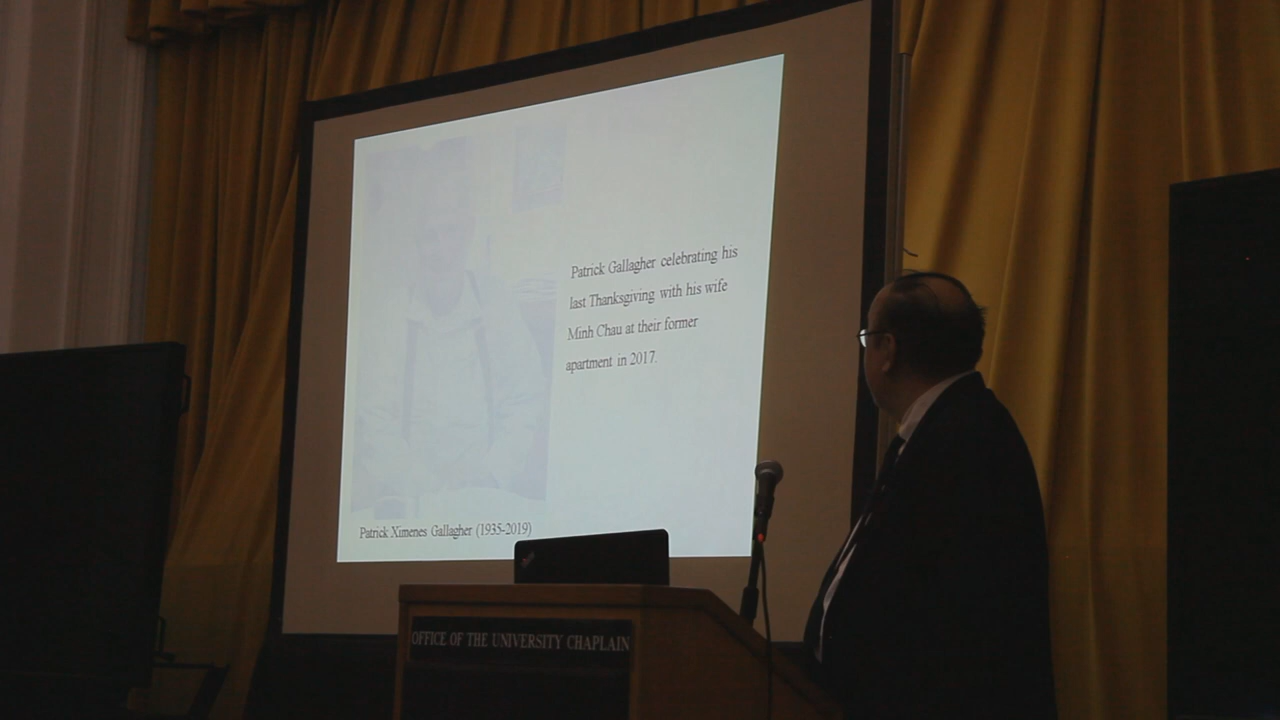 Patrick Gallagher celebrating his
last Thanksgiving with his wife
Minh Chau at their former
apartment in 2017.
Patrick Ximenes Gallagher (1935-2019)
OFFICE OF THE UNIVERSITY CHAPLAIN